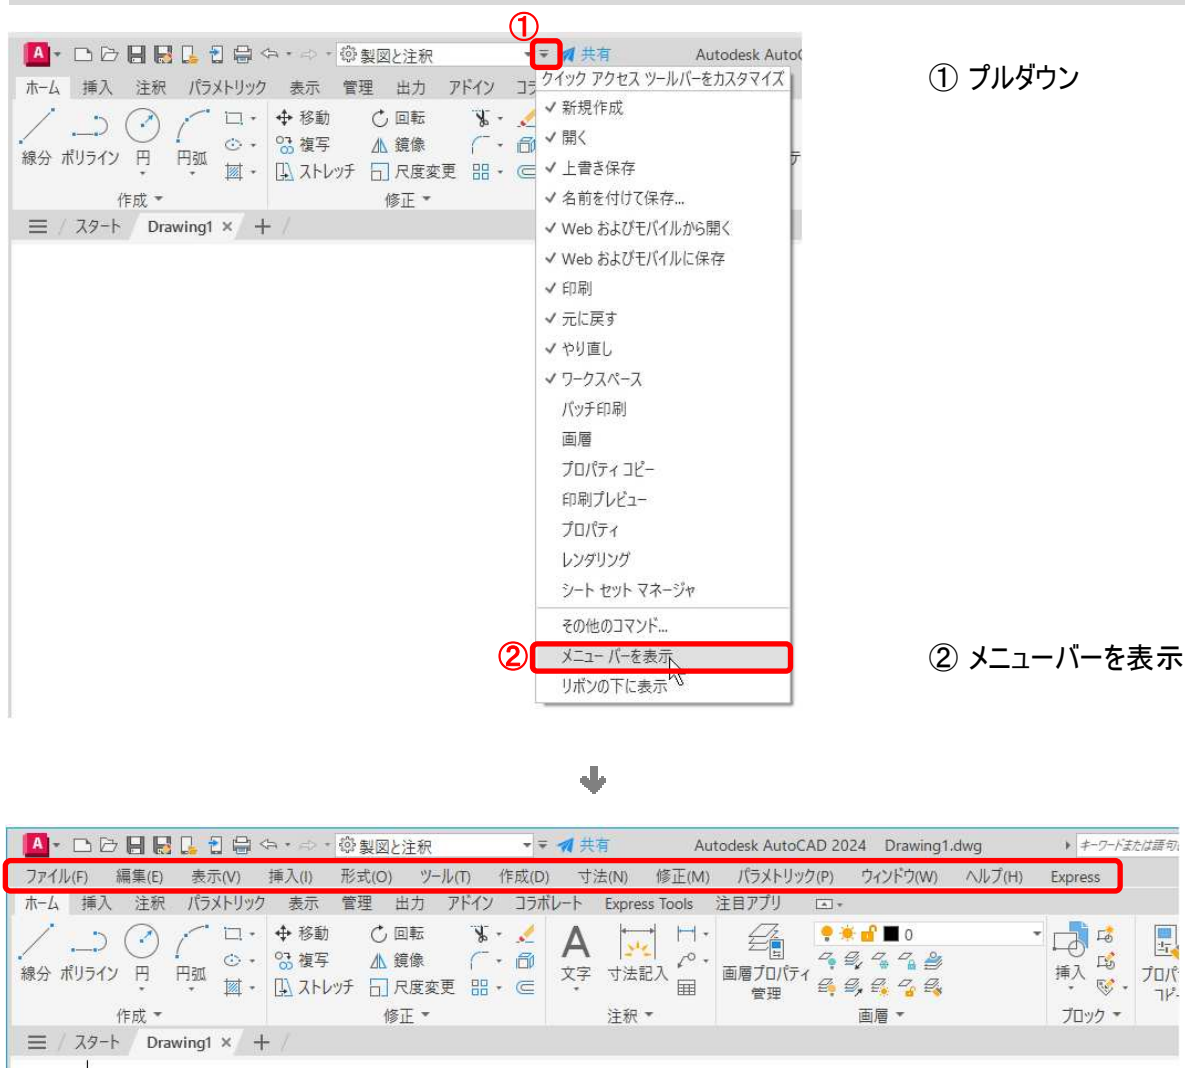 ①
製図と注釈 共有 Autodesk Auto
① プルダウン
ホーム 挿入 注釈 パラメトリック 表示 管理 出力 アドイン コラ
クイック アクセス ツールバーをカスタマイズ
新規作成
開く
上書き保存
名前を付けて保存...
Web およびモバイルから開く
Web およびモバイルに保存
印刷
元に戻す
やり直し
ワークスペース
バッチ印刷
画層
プロパティ コピー
印刷プレビュー
プロパティ
レンダリング
シート セット マネージャ
その他のコマンド...
② メニュー バーを表示
リボンの下に表示
移動 回転
複写 鏡像
線分 ポリライン 円 円弧 ストレッチ 尺度変更
作成 修正
スタート Drawing1 × +
② メニューバーを表示
製図と注釈 共有 Autodesk AutoCAD 2024 Drawing1.dwg キーワードまたは語句
ファイル(F) 編集(E) 表示(V) 挿入(I) 形式(O) ツール(T) 作成(D) 寸法(N) 修正(M) パラメトリック(P) ウィンドウ(W) ヘルプ(H) Express
ホーム 挿入 注釈 パラメトリック 表示 管理 出力 アドイン コラボレート Express Tools 注目アプリ
移動 回転 0
複写 鏡像
線分 ポリライン 円 円弧 ストレッチ 尺度変更 文字 寸法記入 画層プロパティ 管理 挿入 プロパ コピー
作成 修正 注釈 画層 ブロック
スタート Drawing1 × +